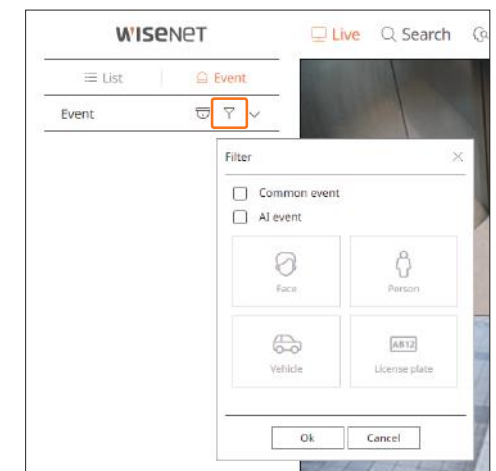 WISENET
Live Search
List Event
Event
Filter
Common event
AI event
Face Person
AB12
Vehicle License plate
Ok Cancel